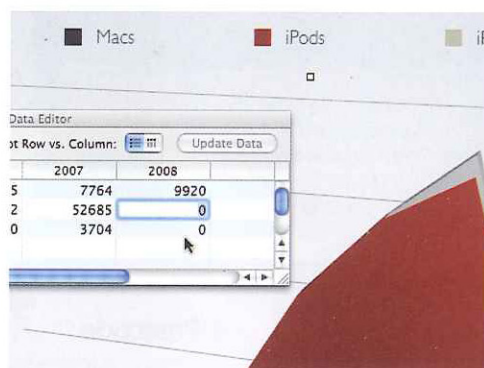 Macs iPods iP
Data Editor
ot Row vs. Column: Update Data
2007 2008
5 7764 9920
2 52685 0
0 3704 0